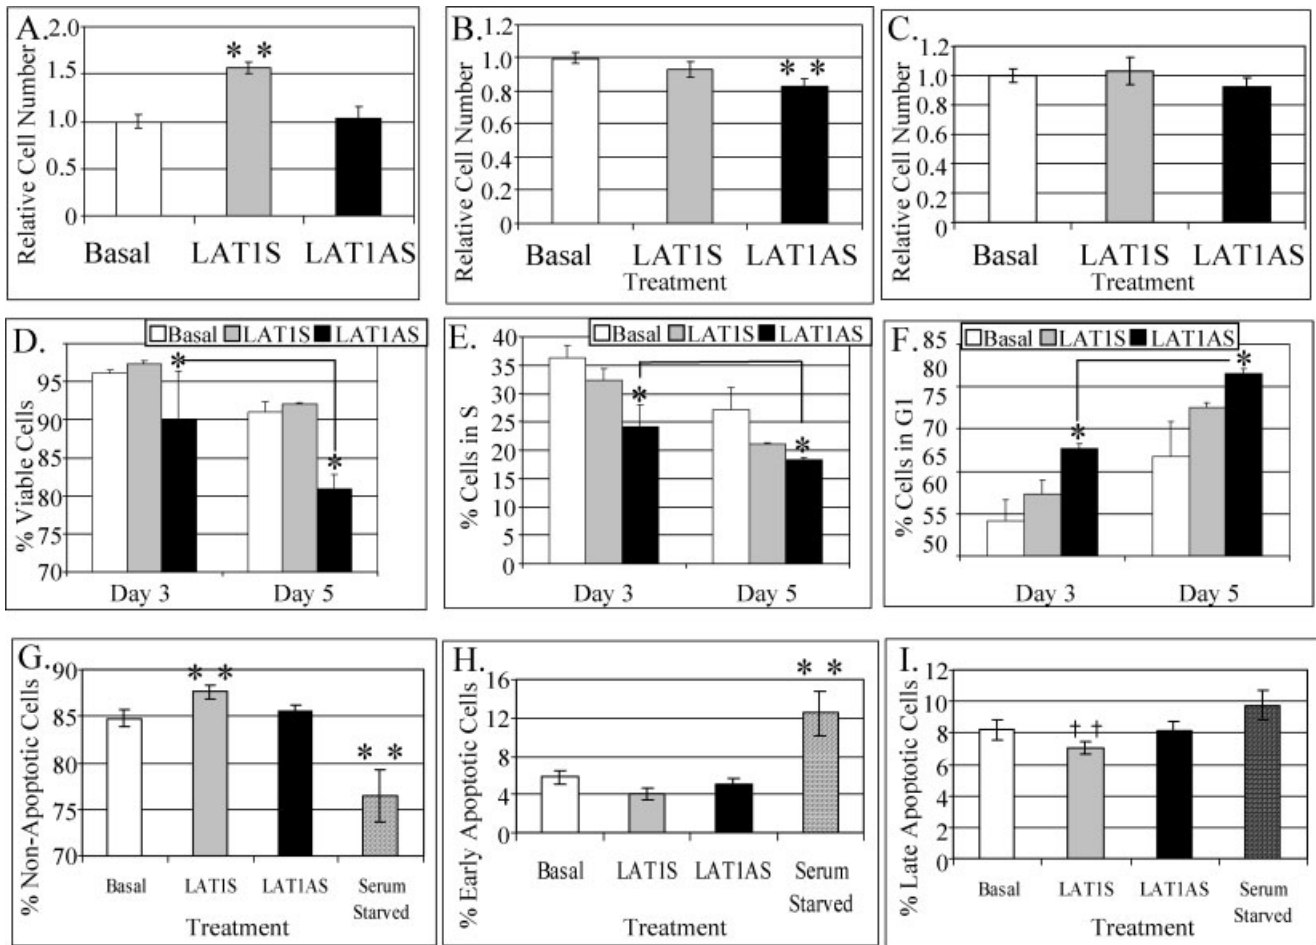 A.
Relative Cell Number
2.0
1.5
1.0
0.5
0
* *
Basal LAT1S LAT1AS
B.
Relative Cell Number
1.2
1.0
0.8
0.6
0.4
0.2
0
* *
Basal LAT1S LAT1AS
Treatment
C.
Relative Cell Number
1.2
1.0
0.8
0.6
0.4
0.2
0
Basal LAT1S LAT1AS
Treatment
D.
Basal LAT1S LAT1AS
% Viable Cells
95
90
85
80
75
70
*
*
Day 3 Day 5
E.
Basal LAT1S LAT1AS
% Cells in S
40
35
30
25
20
15
10
5
0
*
*
Day 3 Day 5
F.
Basal LAT1S LAT1AS
% Cells in G1
85
80
75
70
65
60
55
50
*
*
Day 3 Day 5
G.
% Non-Apoptotic Cells
90
85
80
75
70
* *
* *
Basal LAT1S LAT1AS Serum
Starved
Treatment
H.
% Early Apoptotic Cells
16
12
8
4
0
* *
Basal LAT1S LAT1AS Serum
Starved
Treatment
I.
% Late Apoptotic Cells
12
10
8
6
4
2
0
++
Basal LAT1S LAT1AS Serum
Starved
Treatment